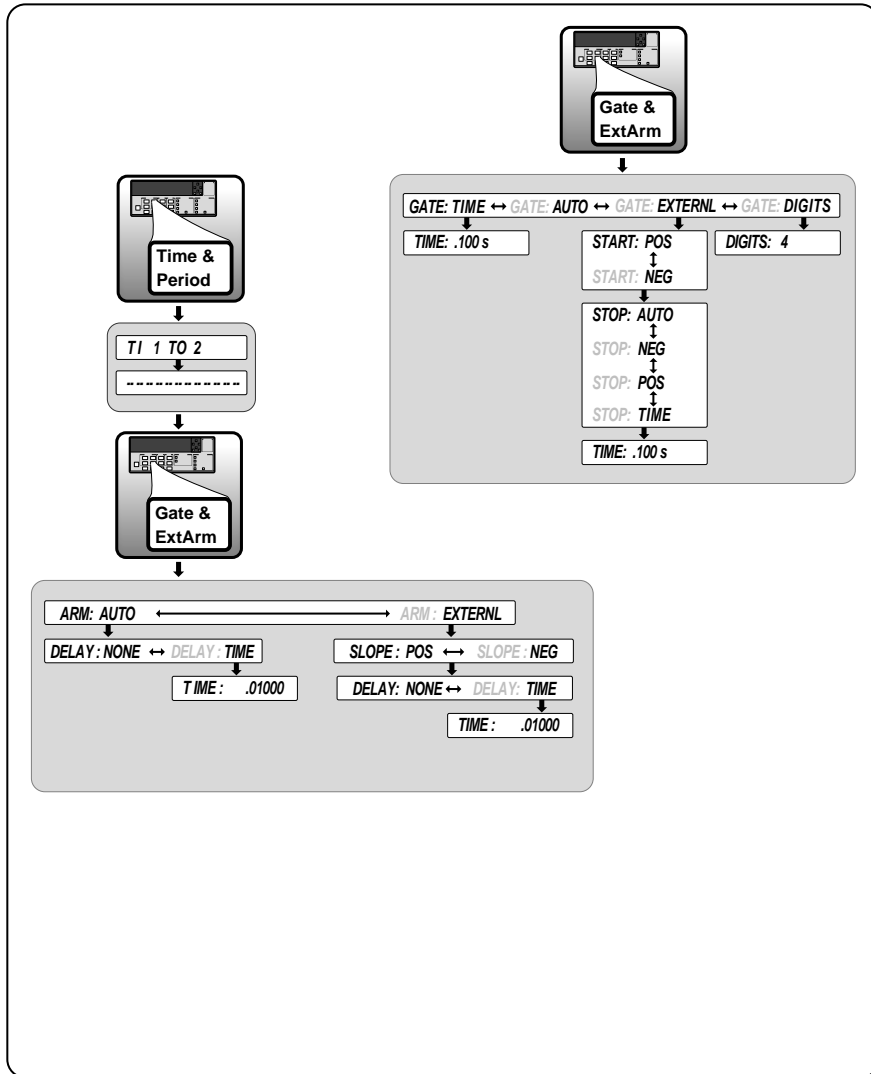 Gate &
ExtArm
GATE: TIME ↔ GATE: AUTO ↔ GATE: EXTERNL ↔ GATE: DIGITS
TIME: .100 s
START: POS
START: NEG
STOP: AUTO
STOP: NEG
STOP: POS
STOP: TIME
TIME: .100 s
DIGITS: 4
Time &
Period
TI 1 TO 2
-- -- -- -- -- -- -- -- -- -- -- --
Gate &
ExtArm
ARM: AUTO ↔ ARM : EXTERNL
DELAY : NONE ↔ DELAY : TIME
TIME : .01000
SLOPE : POS ↔ SLOPE : NEG
DELAY: NONE ↔ DELAY: TIME
TIME : .01000